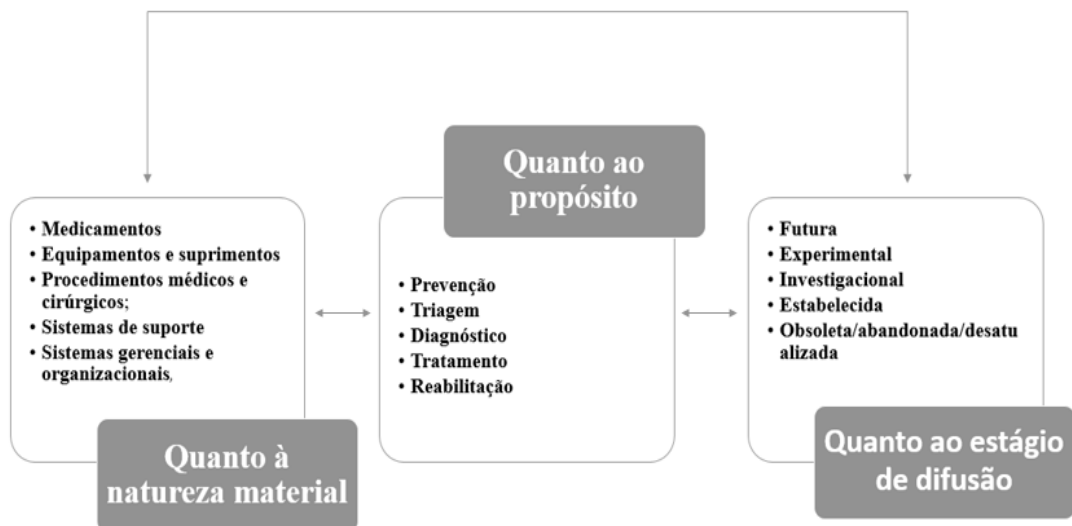 • Medicamentos
• Equipamentos e suprimentos
• Procedimentos médicos e
cirúrgicos;
• Sistemas de suporte
• Sistemas gerenciais e
organizacionais,
Quanto à
natureza material
Quanto ao
propósito
• Prevenção
• Triagem
• Diagnóstico
• Tratamento
• Reabilitação
• Futura
• Experimental
• Investigacional
• Estabelecida
• Obsoleta/abandonada/desatu
alizada
Quanto ao estágio
de difusão